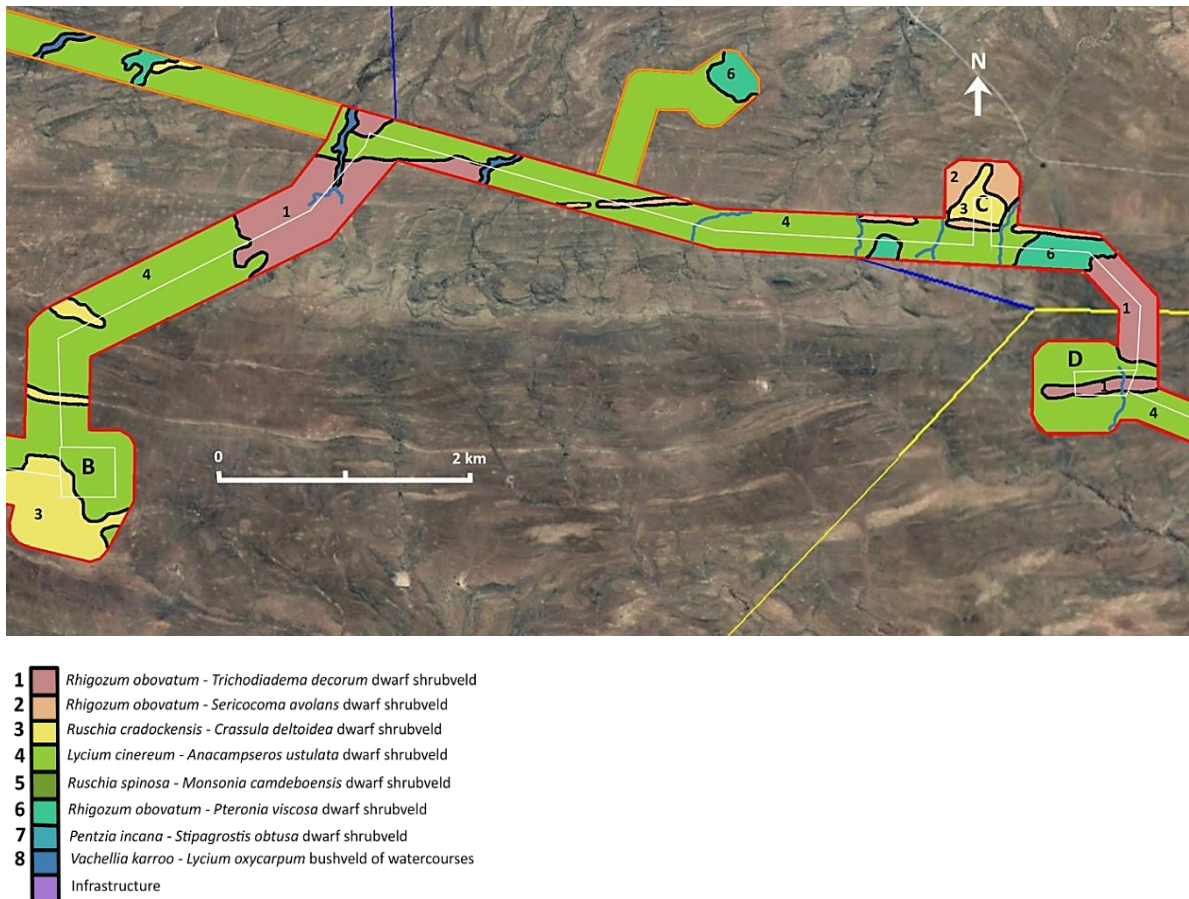 6
N
2
3
C
1
4
6
4
1
D
1
4
0
2 km
B
3
1 Rhigozum obovatum - Trichodiadema decorum dwarf shrubveld
2 Rhigozum obovatum - Sericocoma avolans dwarf shrubveld
3 Ruschia cradockensis - Crassula deltoidea dwarf shrubveld
4 Lycium cinereum - Anacampseros ustulata dwarf shrubveld
5 Ruschia spinosa - Monsonia camdeboensis dwarf shrubveld
6 Rhigozum obovatum - Pteronia viscosa dwarf shrubveld
7 Pentzia incana - Stipagrostis obtusa dwarf shrubveld
8 Vachellia karroo - Lycium oxycarpum bushveld of watercourses
Infrastructure